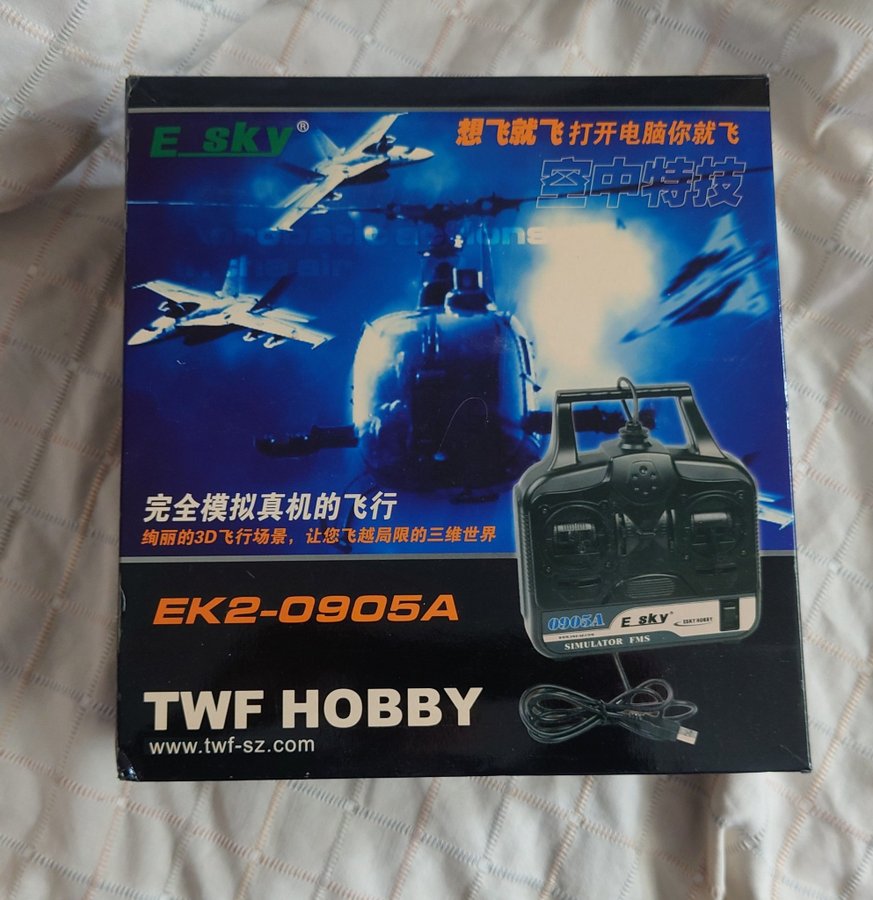 E_sky®
想飞就飞 打开电脑你就飞
空中特技
完全模拟真机的飞行
绚丽的3D飞行场景，让您飞越局限的三维世界
EK2-0905A
0905A E_sky® ESKY HOBBY
SIMULATOR FMS
TWF HOBBY
www.twf-sz.com